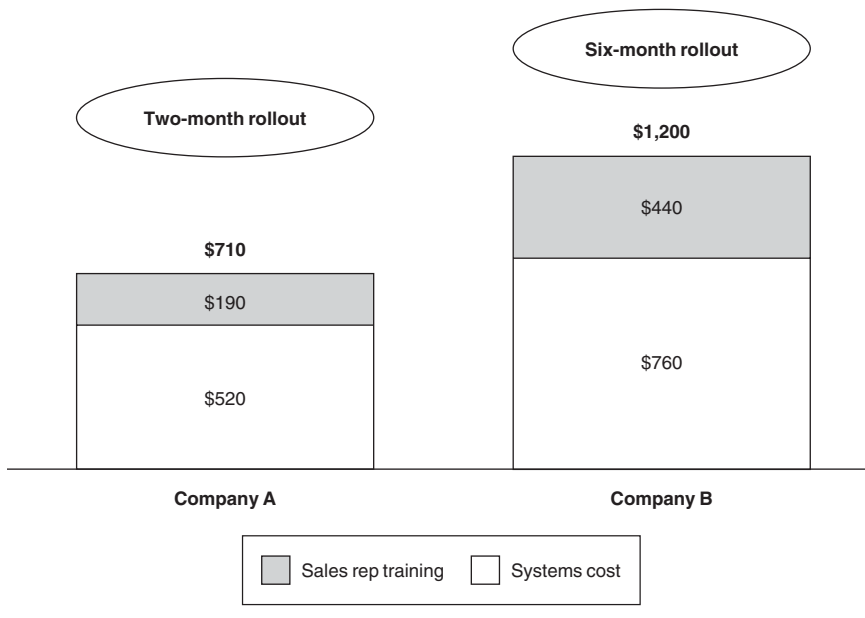 Six-month rollout
Two-month rollout
$1,200
$440
$710
$190
$760
$520
Company A
Company B
Sales rep training
Systems cost